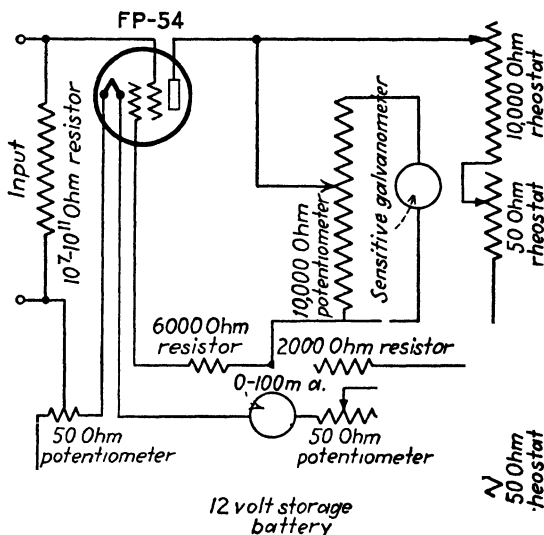 FP-54
Input
10⁷-10¹¹ Ohm resistor
10,000 Ohm
potentiometer
Sensitive galvanometer
10,000 Ohm
rheostat
50 Ohm
rheostat
6000 Ohm
resistor
2000 Ohm resistor
0-100m a.
50 Ohm
potentiometer
50 Ohm
potentiometer
50 Ohm
heostat
12 volt storage
battery